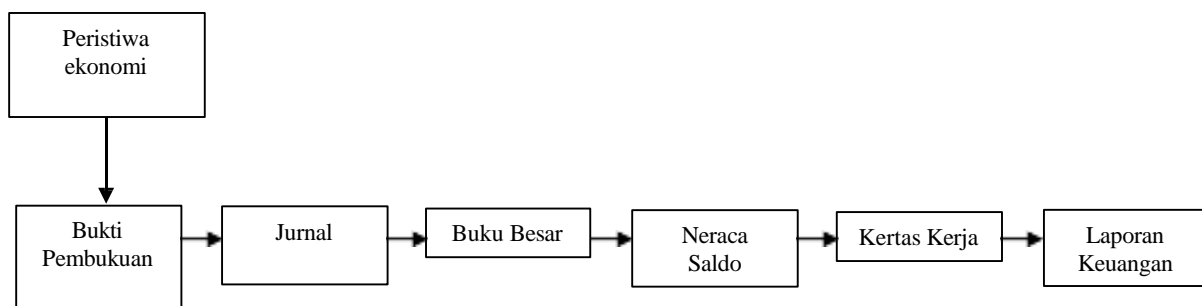 Peristiwa
ekonomi
Bukti
Pembukuan
Jurnal
Buku Besar
Neraca
Saldo
Kertas Kerja
Laporan
Keuangan